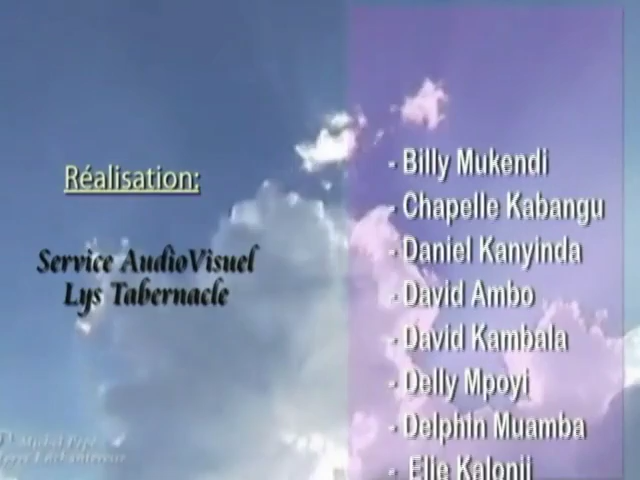 Réalisation:
Service AudioVisuel
Lys Tabernacle
- Billy Mukendi
- Chapelle Kabangu
- Daniel Kanyinda
- David Ambo
- David Kambala
- Delly Mpoyi
- Delphin Muamba
- Elie Kalonji